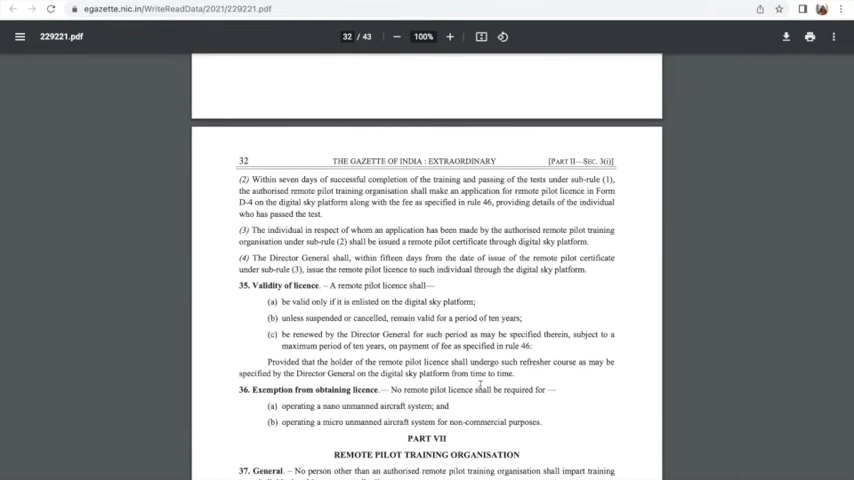 egazette.nic.in/WriteReadData/2021/229221.pdf
229221.pdf
32 / 43
100%
32
THE GAZETTE OF INDIA : EXTRAORDINARY
[PART II—SEC. 3(i)]
(2) Within seven days of successful completion of the training and passing of the tests under sub-rule (1),
the authorised remote pilot training organisation shall make an application for remote pilot licence in Form
D-4 on the digital sky platform along with the fee as specified in rule 46, providing details of the individual
who has passed the test.
(3) The individual in respect of whom an application has been made by the authorised remote pilot training
organisation under sub-rule (2) shall be issued a remote pilot certificate through digital sky platform.
(4) The Director General shall, within fifteen days from the date of issue of the remote pilot certificate
under sub-rule (3), issue the remote pilot licence to such individual through the digital sky platform.
35. Validity of licence. – A remote pilot licence shall—
(a) be valid only if it is enlisted on the digital sky platform;
(b) unless suspended or cancelled, remain valid for a period of ten years;
(c) be renewed by the Director General for such period as may be specified therein, subject to a
maximum period of ten years, on payment of fee as specified in rule 46:
Provided that the holder of the remote pilot licence shall undergo such refresher course as may be
specified by the Director General on the digital sky platform from time to time.
36. Exemption from obtaining licence.— No remote pilot licence shall be required for —
(a) operating a nano unmanned aircraft system; and
(b) operating a micro unmanned aircraft system for non-commercial purposes.
PART VII
REMOTE PILOT TRAINING ORGANISATION
37. General. – No person other than an authorised remote pilot training organisation shall impart training